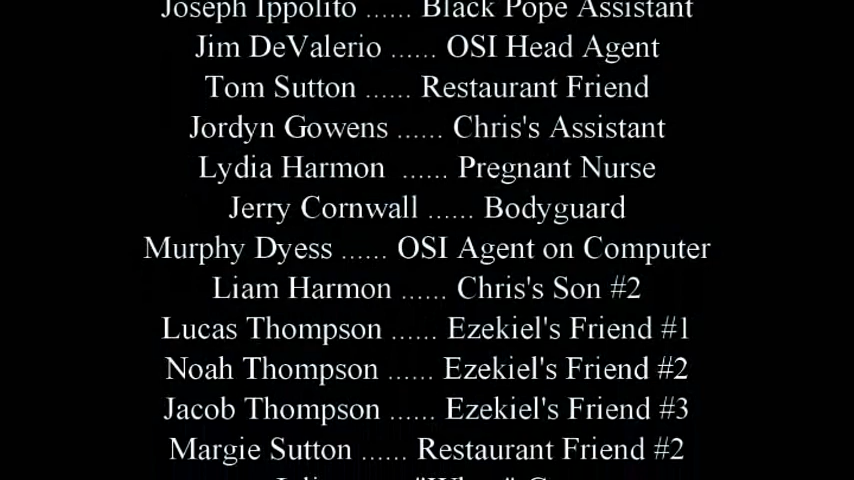 Joseph Ippolito ...... Black Pope Assistant
Jim DeValerio ...... OSI Head Agent
Tom Sutton ...... Restaurant Friend
Jordyn Gowens ...... Chris's Assistant
Lydia Harmon  ...... Pregnant Nurse
Jerry Cornwall ...... Bodyguard
Murphy Dyess ...... OSI Agent on Computer
Liam Harmon ...... Chris's Son #2
Lucas Thompson ...... Ezekiel's Friend #1
Noah Thompson ...... Ezekiel's Friend #2
Jacob Thompson ...... Ezekiel's Friend #3
Margie Sutton ...... Restaurant Friend #2